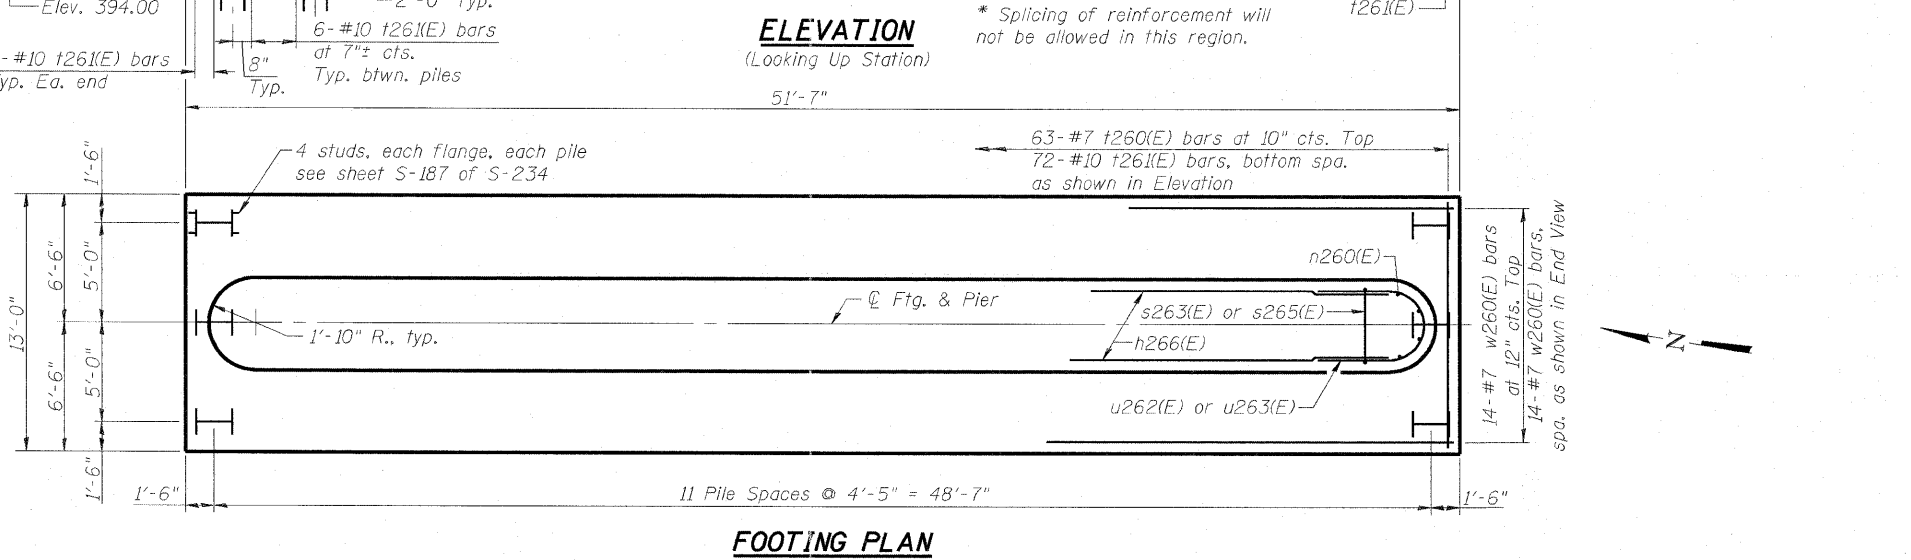 Elev. 394.00
2'-0" Typ.
6-#10 t261(E) bars
at 7"± cts.
Typ. btwn. piles
8"
Typ.
-#10 t261(E) bars
yp. Ea. end
ELEVATION
(Looking Up Station)
* Splicing of reinforcement will
not be allowed in this region.
t261(E)
51'-7"
4 studs, each flange, each pile
see sheet S-187 of S-234
63-#7 t260(E) bars at 10" cts. Top
72-#10 t261(E) bars, bottom spa.
as shown in Elevation
1'-6"
13'-0"
6'-6"
5'-0"
6'-6"
5'-0"
1'-6"
1'-10" R., typ.
℄ Ftg. & Pier
n260(E)
s263(E) or s265(E)
h266(E)
u262(E) or u263(E)
14-#7 w260(E) bars
at 12" cts. Top
14-#7 w260(E) bars,
spa. as shown in End View
N
1'-6"
11 Pile Spaces @ 4'-5" = 48'-7"
1'-6"
FOOTING PLAN